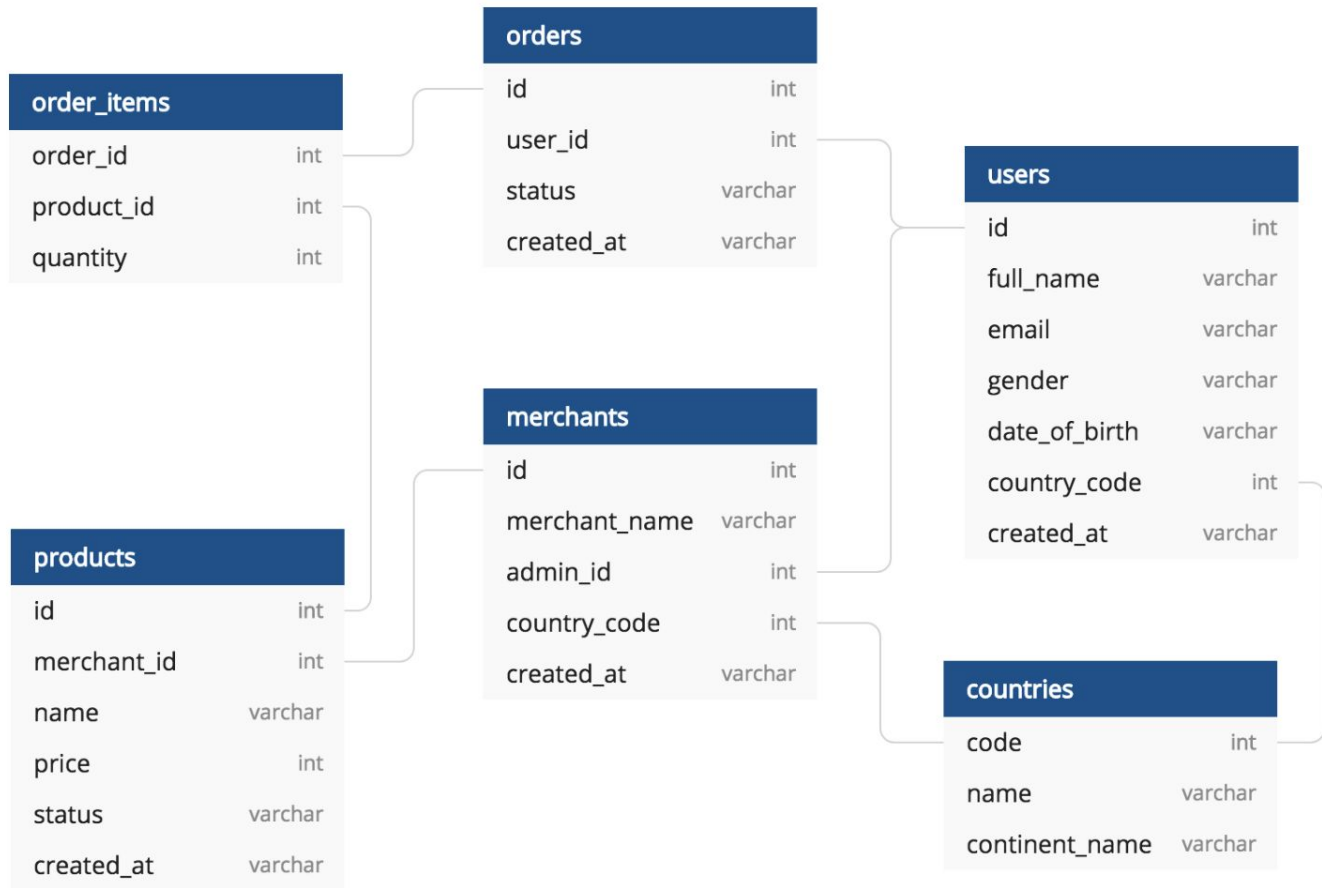 orders
id int
user_id int
status varchar
created_at varchar
order_items
order_id int
product_id int
quantity int
users
id int
full_name varchar
email varchar
gender varchar
date_of_birth varchar
country_code int
created_at varchar
merchants
id int
merchant_name varchar
admin_id int
country_code int
created_at varchar
products
id int
merchant_id int
name varchar
price int
status varchar
created_at varchar
countries
code int
name varchar
continent_name varchar